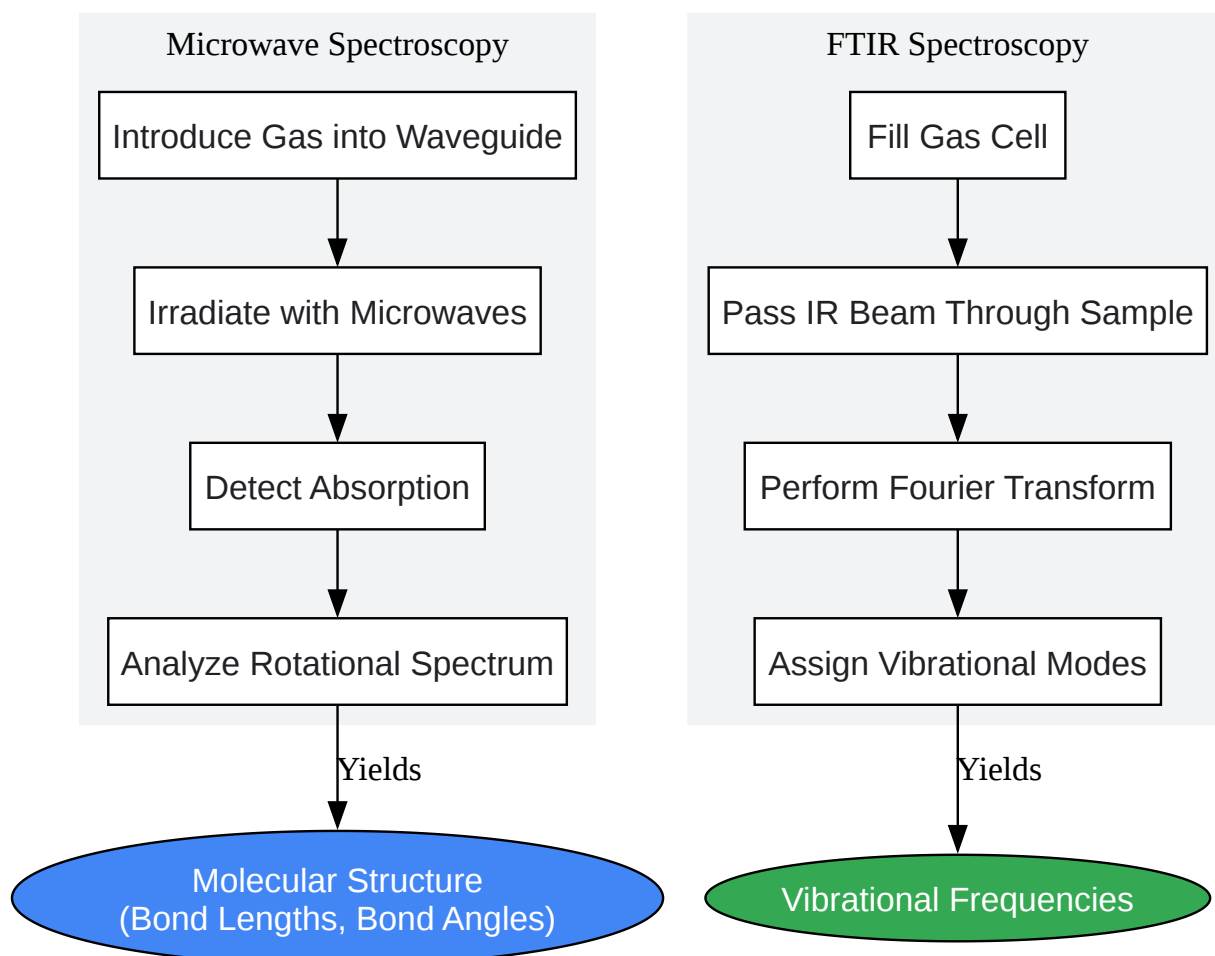 Microwave Spectroscopy
Introduce Gas into Waveguide
Irradiate with Microwaves
Detect Absorption
Analyze Rotational Spectrum
Yields
Molecular Structure
(Bond Lengths, Bond Angles)
FTIR Spectroscopy
Fill Gas Cell
Pass IR Beam Through Sample
Perform Fourier Transform
Assign Vibrational Modes
Yields
Vibrational Frequencies